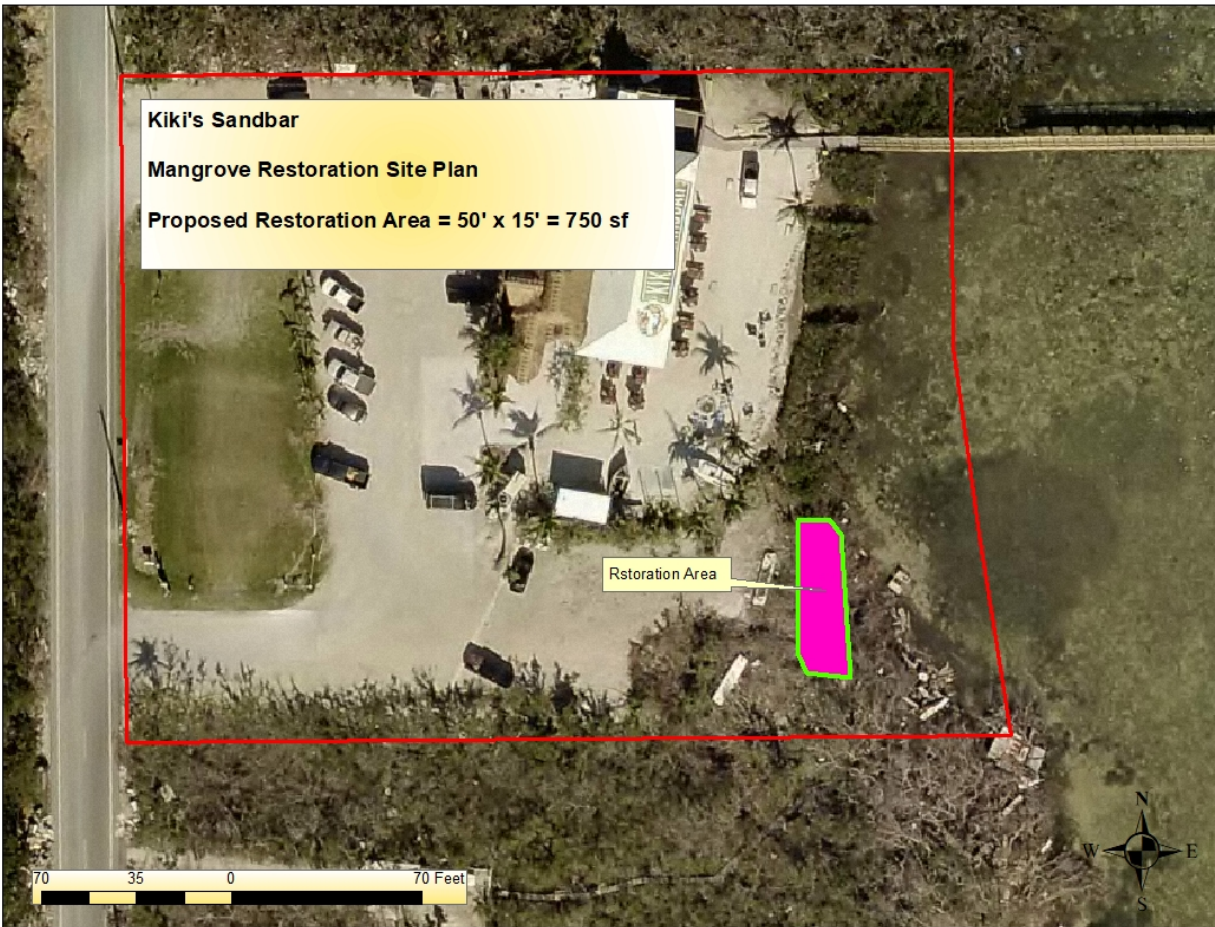 Kiki's Sandbar
Mangrove Restoration Site Plan
Proposed Restoration Area = 50' x 15' = 750 sf
KIKI
Rstoration Area
N
W E
S
70 35 0 70 Feet